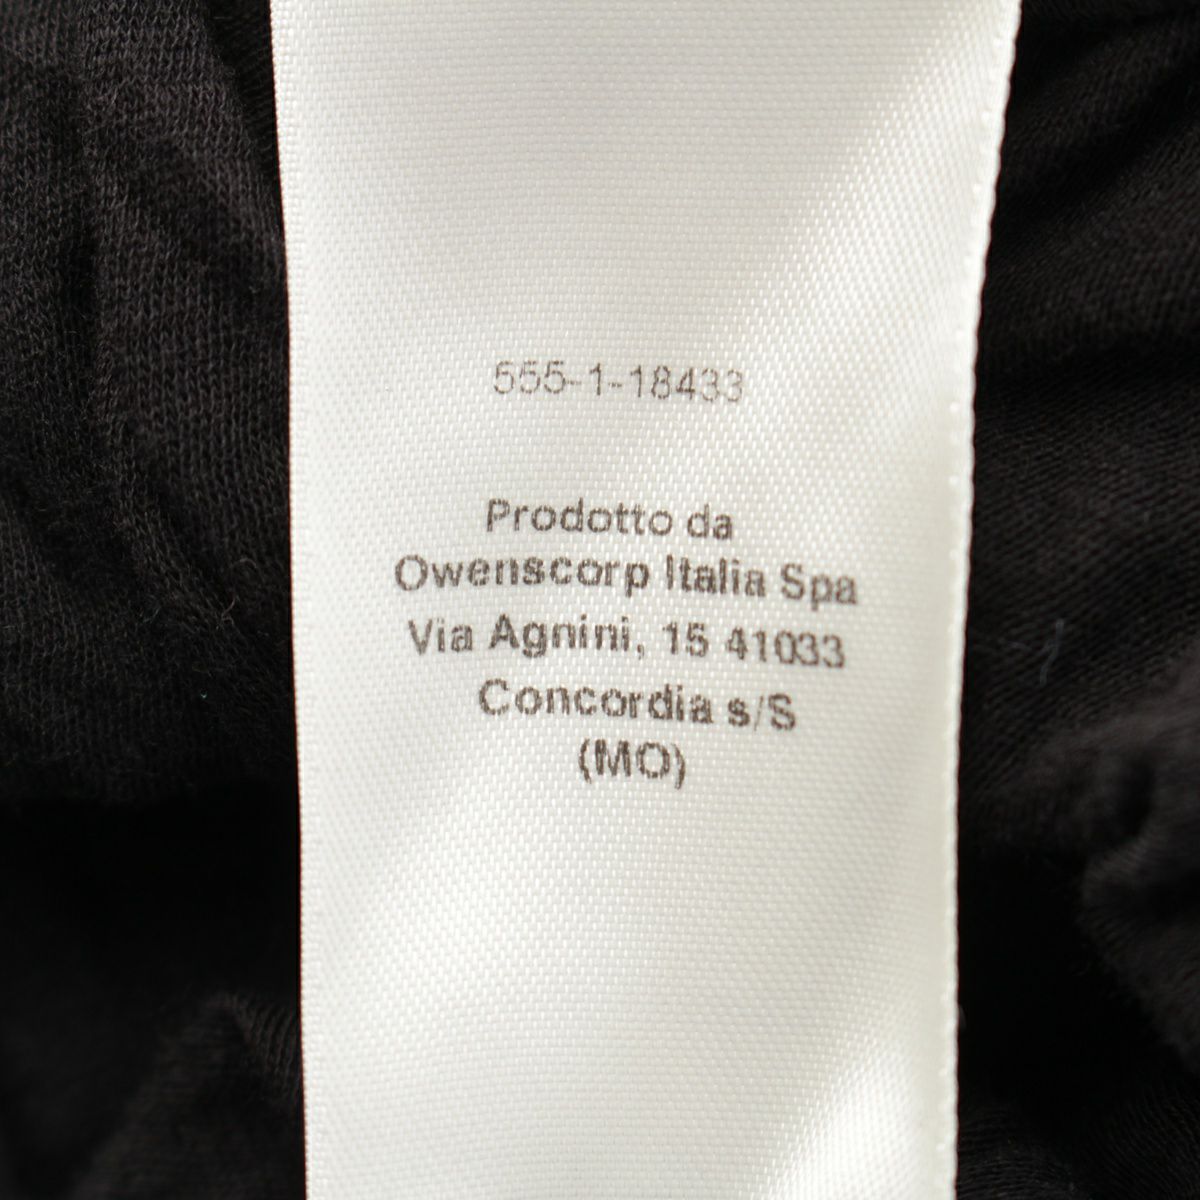 555-1-18433
Prodotto da
Owenscorp Italia Spa
Via Agnini, 15 41033
Concordia s/S
(MO)